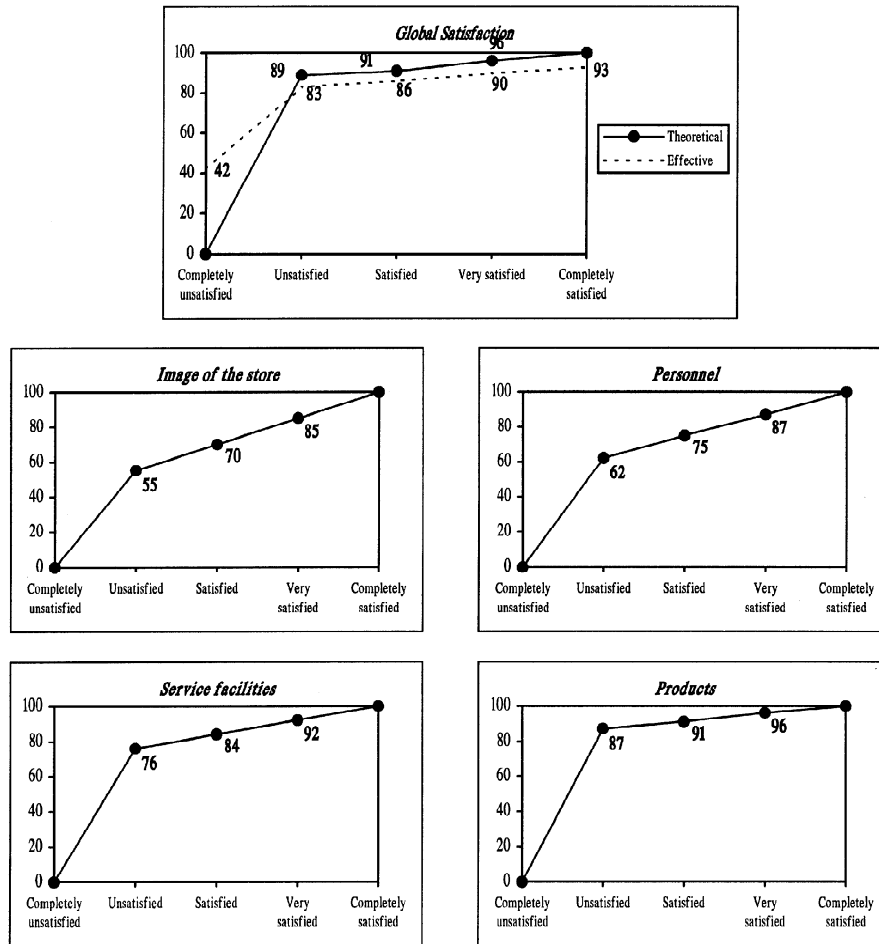 Global Satisfaction
100
80
60
40
20
0
89
91
96
83
86
90
93
42
Completely unsatisfied
Unsatisfied
Satisfied
Very satisfied
Completely satisfied
Theoretical
Effective
Image of the store
100
80
60
40
20
0
55
70
85
Completely unsatisfied
Unsatisfied
Satisfied
Very satisfied
Completely satisfied
Personnel
100
80
60
40
20
0
62
75
87
Completely unsatisfied
Unsatisfied
Satisfied
Very satisfied
Completely satisfied
Service facilities
100
80
60
40
20
0
76
84
92
Completely unsatisfied
Unsatisfied
Satisfied
Very satisfied
Completely satisfied
Products
100
80
60
40
20
0
87
91
96
Completely unsatisfied
Unsatisfied
Satisfied
Very satisfied
Completely satisfied